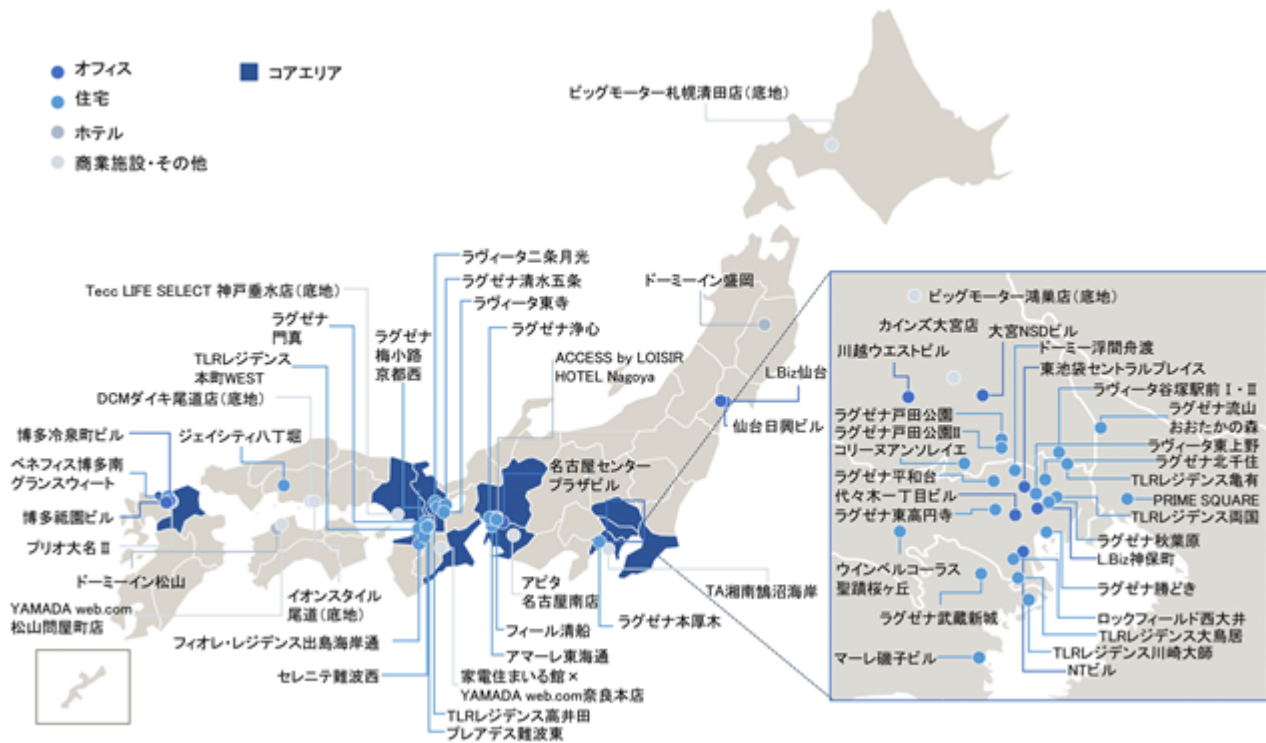 オフィス
コアエリア
住宅
ホテル
商業施設・その他
ビッグモーター札幌清田店(底地)
ラヴィータ二条月光
ラグゼナ清水五条
ラヴィータ東寺
ラグゼナ浄心
ACCESS by LOISIR
HOTEL Nagoya
Tecc LIFE SELECT 神戸垂水店(底地)
ラグゼナ
門真
ラグゼナ
梅小路
京都西
TLRレジデンス
本町WEST
DCMダイキ尾道店(底地)
ジェイシティ八丁堀
博多冷泉町ビル
ベネフィス博多南
グランスウィート
博多祇園ビル
プリオ大名Ⅱ
ドーミーイン松山
YAMADA web.com
松山問屋町店
イオンスタイル
尾道(底地)
フィオレ・レジデンス出島海岸通
セレニテ難波西
ドーミーイン盛岡
L.Biz仙台
仙台日興ビル
名古屋センター
プラザビル
アピタ
名古屋南店
フィール清船
アマーレ東海通
家電住まいる館×
YAMADA web.com奈良本店
TLRレジデンス高井田
プレアデス難波東
TA湘南鵠沼海岸
ラグゼナ本厚木
ビッグモーター鴻巣店(底地)
カインズ大宮店
大宮NSDビル
川越ウエストビル
ドーミー浮間舟渡
東池袋セントラルプレイス
ラヴィータ谷塚駅前Ⅰ・Ⅱ
ラグゼナ流山
おおたかの森
ラグゼナ戸田公園
ラグゼナ戸田公園Ⅱ
コリーヌアンソレイエ
ラヴィータ東上野
ラグゼナ北千住
TLRレジデンス亀有
ラグゼナ平和台
代々木一丁目ビル
ラグゼナ東高円寺
PRIME SQUARE
TLRレジデンス両国
ラグゼナ秋葉原
L.Biz神保町
ウインベルコーラス
聖蹟桜ヶ丘
ラグゼナ勝どき
ラグゼナ武蔵新城
ロックフィールド西大井
TLRレジデンス大鳥居
TLRレジデンス川崎大師
マーレ磯子ビル
NTビル